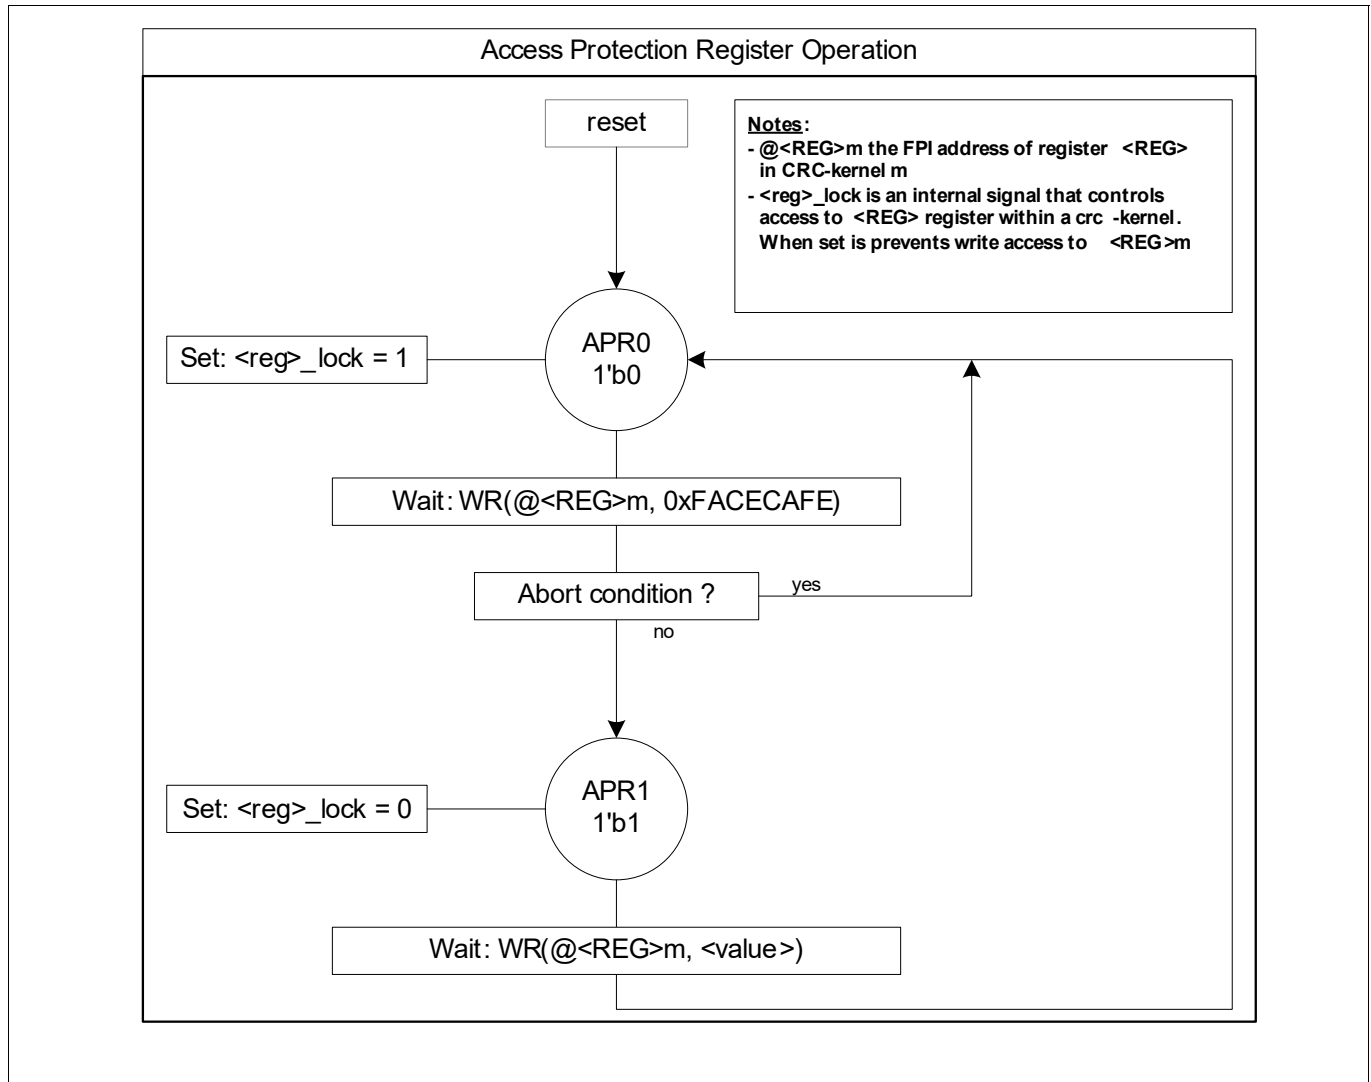 Access Protection Register Operation
reset
Notes:
- @<REG>m the FPI address of register <REG>
in CRC-kernel m
- <reg>_lock is an internal signal that controls
access to <REG> register within a crc -kernel.
When set is prevents write access to <REG>m
APR0
1'b0
Set: <reg>_lock = 1
Wait: WR(@<REG>m, 0xFACECAFE)
Abort condition ?
yes
no
APR1
1'b1
Set: <reg>_lock = 0
Wait: WR(@<REG>m, <value>)